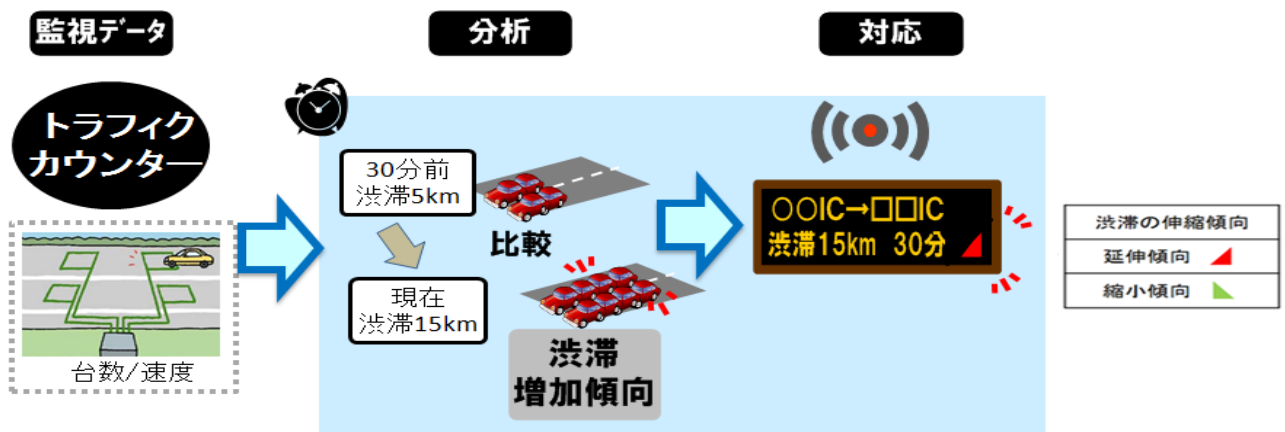 監視データ
分析
対応
トラフィク
カウンター
台数/速度
30分前
渋滞5km
比較
現在
渋滞15km
渋滞
増加傾向
○○IC→□□IC
渋滞15km 30分
渋滞の伸縮傾向
延伸傾向
縮小傾向